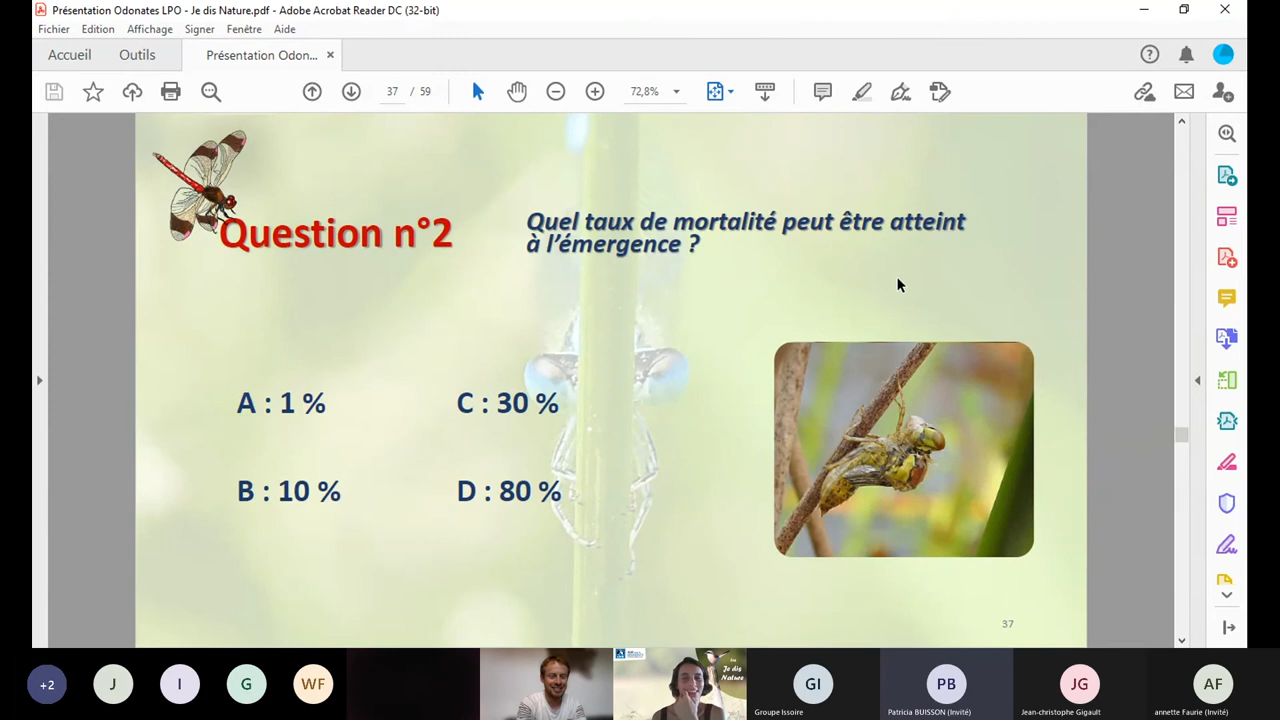 Présentation Odonates LPO - Je dis Nature.pdf - Adobe Acrobat Reader DC (32-bit)
Fichier Edition Affichage Signer Fenêtre Aide
Accueil Outils Présentation Odon... ×
37 / 59 72,8%
Question n°2
Quel taux de mortalité peut être atteint
à l’émergence ?
A : 1 % C : 30 %
B : 10 % D : 80 %
37
+2 J I G WF GI PB JG AF
Je dis
Nature
Groupe Issoire Patricia BUISSON (Invité) Jean-christophe Gigault annette Faurie (Invité)